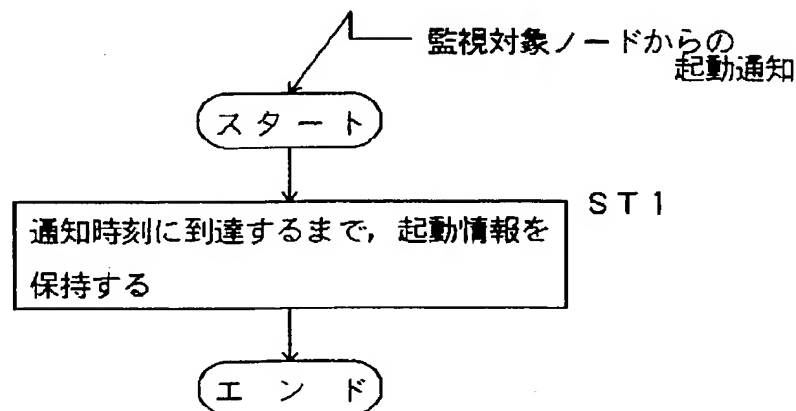 監視対象ノードからの
起動通知
スタート
ST1
通知時刻に到達するまで,起動情報を
保持する
エンド